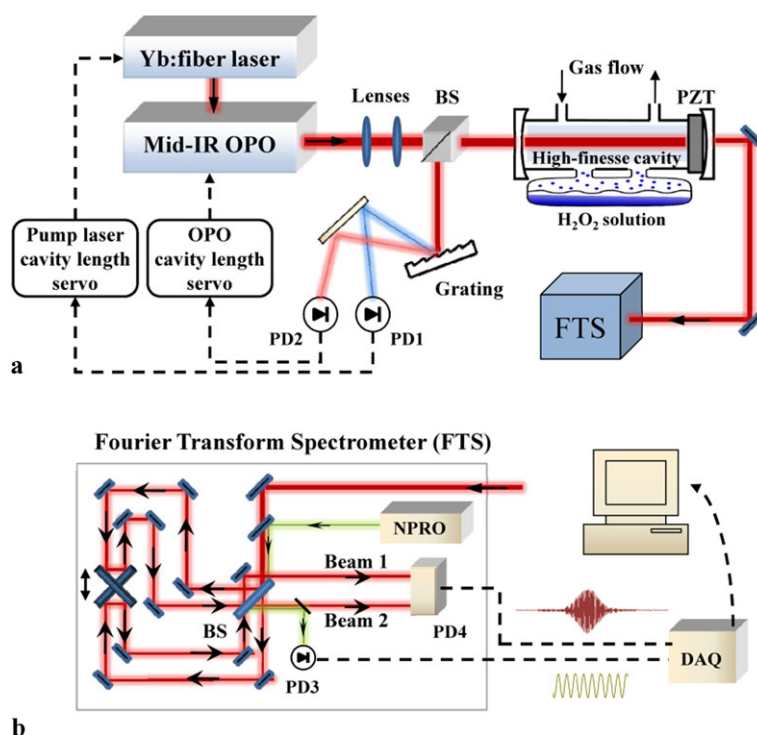 Yb:fiber laser
Mid-IR OPO
Lenses
BS
Gas flow
PZT
High-finesse cavity
H₂O₂ solution
Pump laser
cavity length
servo
OPO
cavity length
servo
Grating
PD2
PD1
FTS
a
Fourier Transform Spectrometer (FTS)
NPRO
Beam 1
BS
Beam 2
PD4
PD3
DAQ
b